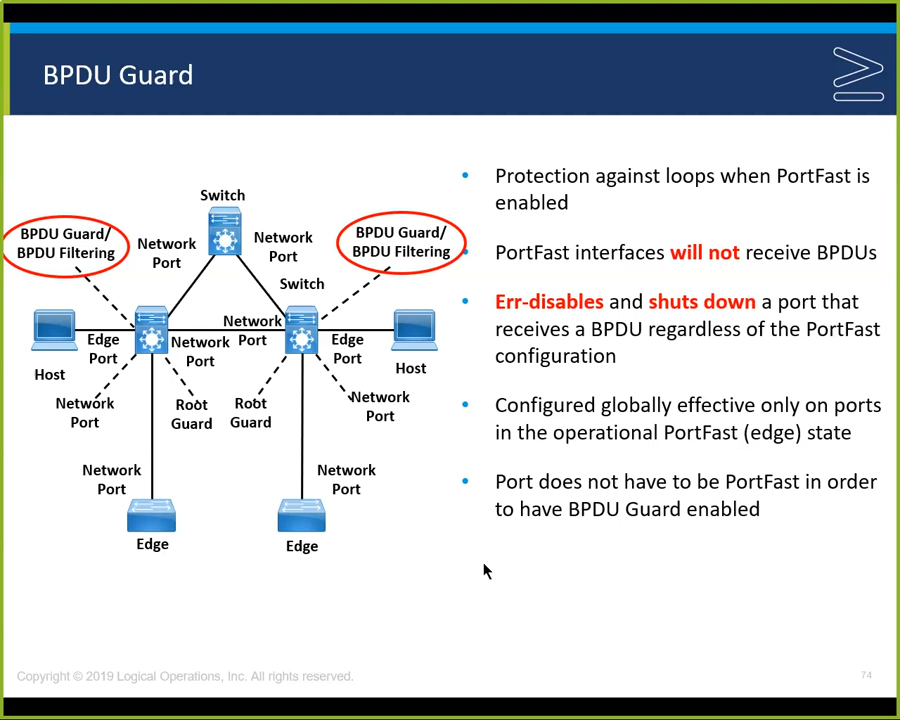 BPDU Guard
Switch
BPDU Guard/
BPDU Filtering
Network
Port
Network
Port
BPDU Guard/
BPDU Filtering
Switch
Edge
Port
Host
Network
Port
Network
Port
Edge
Port
Host
Network
Port
Root
Guard
Root
Guard
Network
Port
Network
Port
Network
Port
Edge
Edge
• Protection against loops when PortFast is
enabled
• PortFast interfaces will not receive BPDUs
• Err-disables and shuts down a port that
receives a BPDU regardless of the PortFast
configuration
• Configured globally effective only on ports
in the operational PortFast (edge) state
• Port does not have to be PortFast in order
to have BPDU Guard enabled
Copyright © 2019 Logical Operations, Inc. All rights reserved.
74